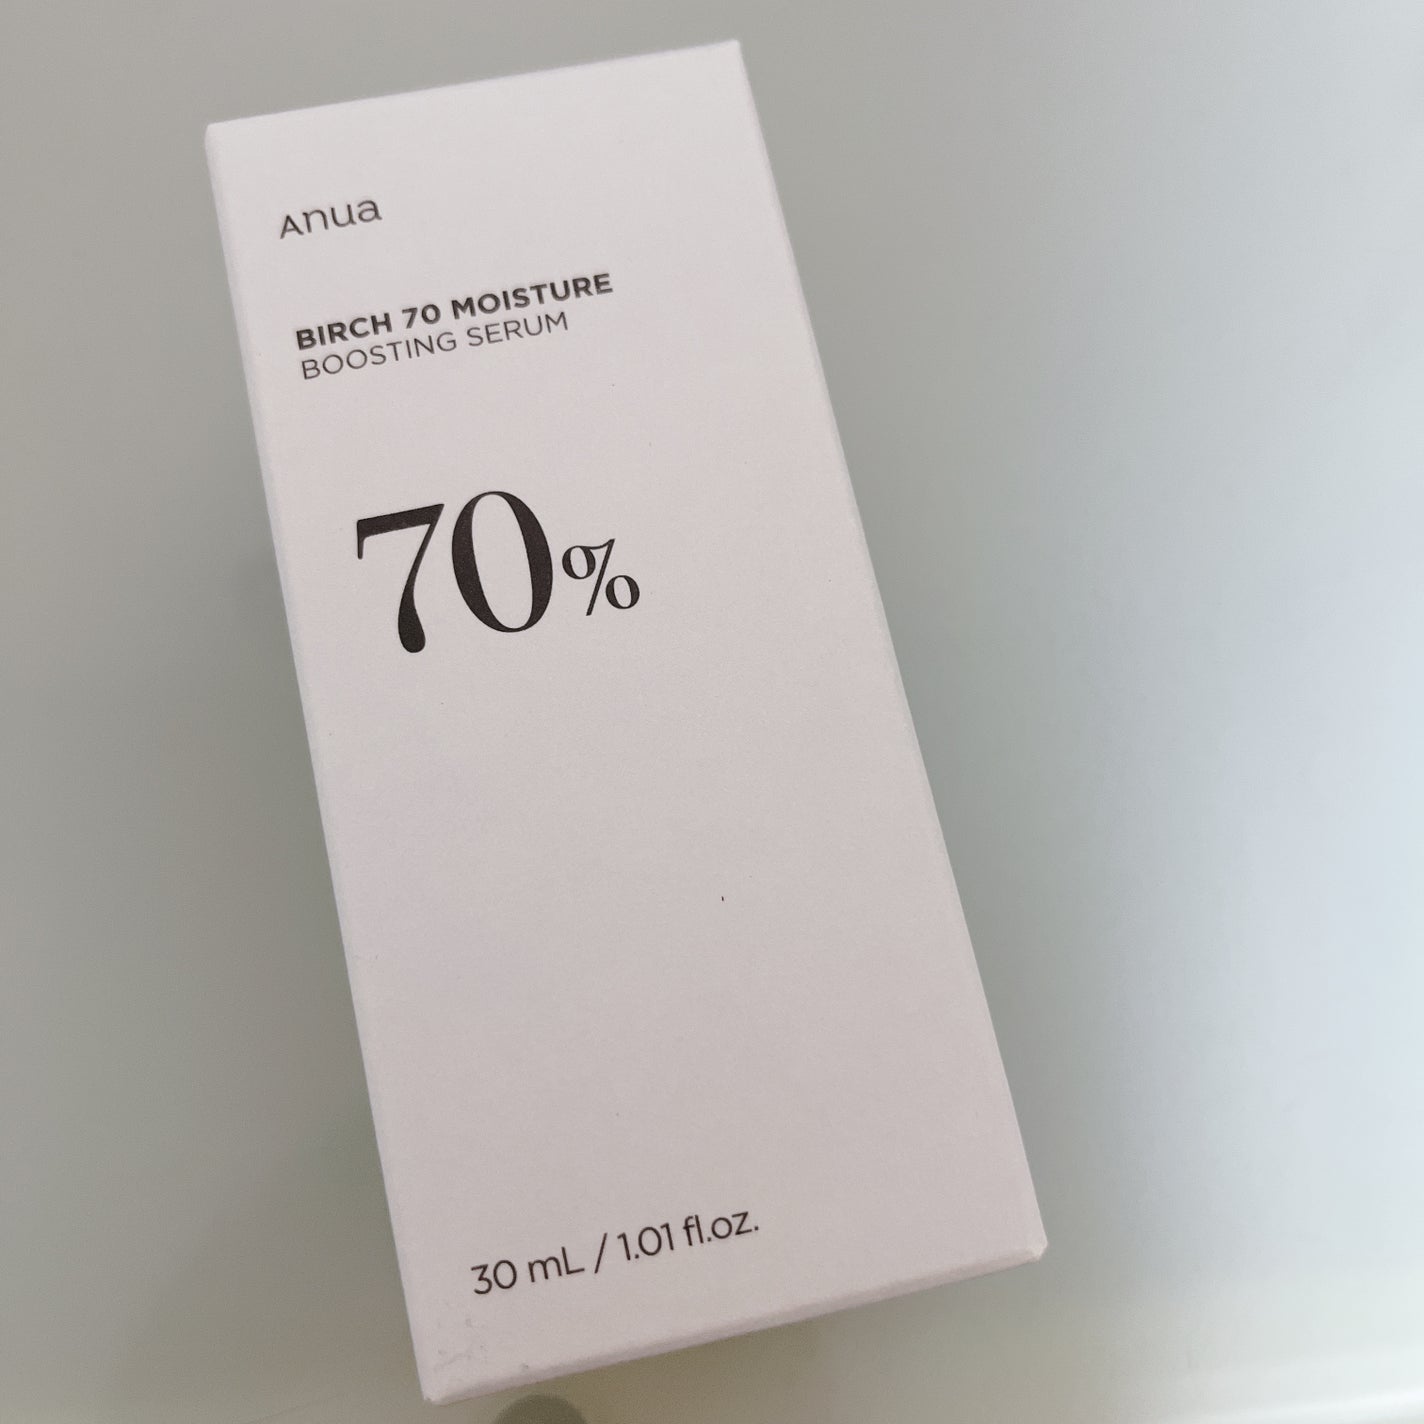 Anua
BIRCH 70 MOISTURE
BOOSTING SERUM
70%
30 mL / 1.01 fl.oz.